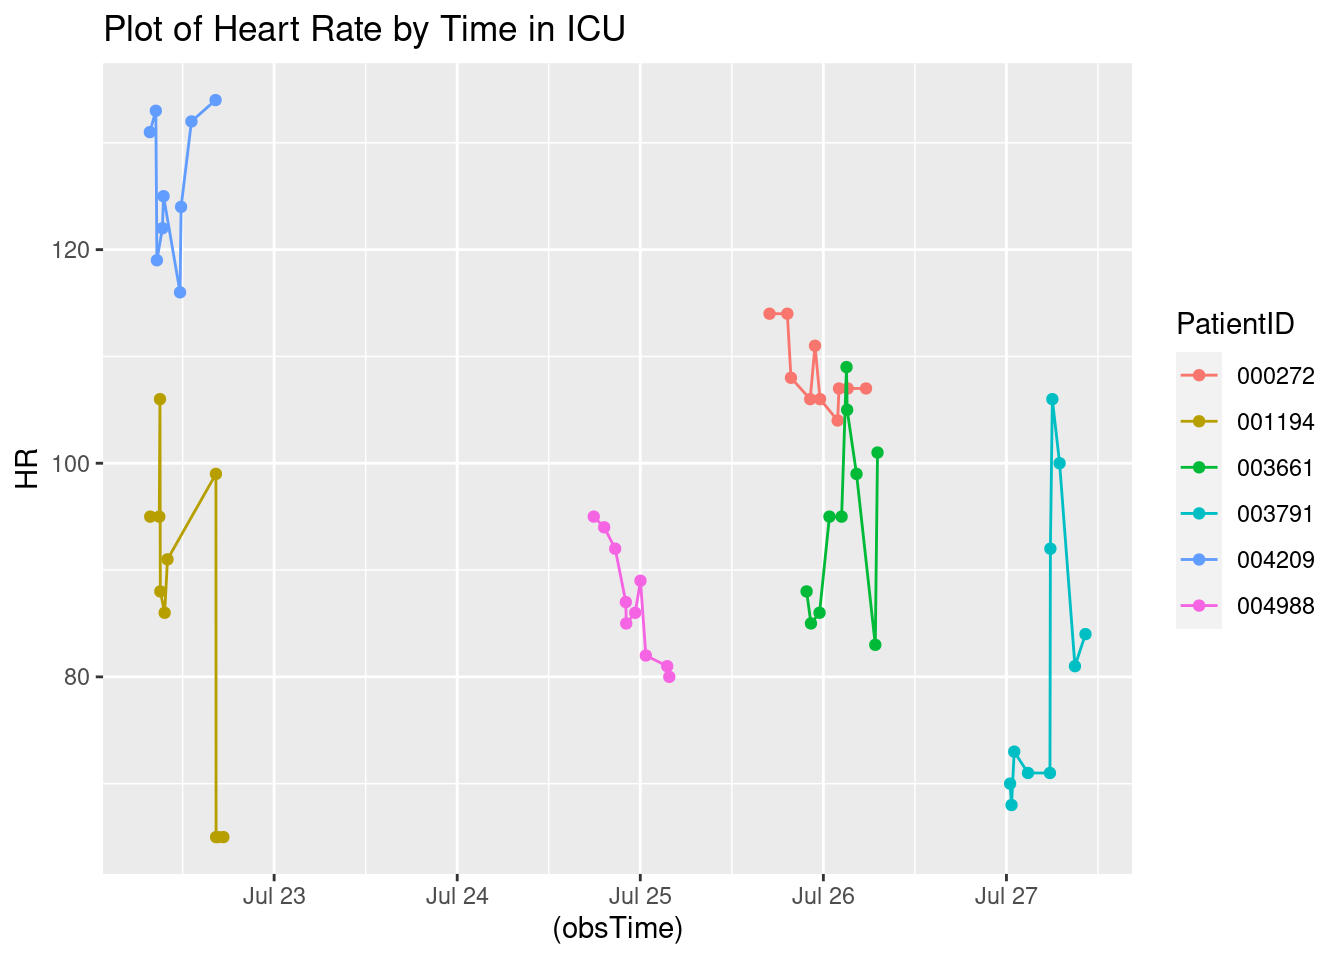 Plot of Heart Rate by Time in ICU
HR
120
100
80
Jul 23
Jul 24
Jul 25
Jul 26
Jul 27
(obsTime)
PatientID
000272
001194
003661
003791
004209
004988